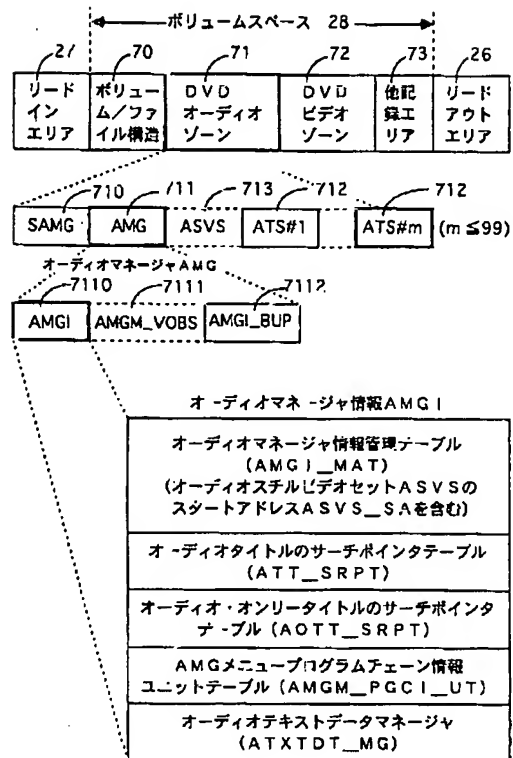 ボリュームスペース 28
27 70 71 72 73 26
リード
イン
エリア
ボリュー
ム/ファ
イル構造
DVD
オーディオ
ゾーン
DVD
ビデオ
ゾーン
他記
録エ
リア
リード
アウト
エリア
710 711 713 712 712
SAMG AMG ASVS ATS#1 ATS#m (m≦99)
オーディオマネージャAMG
7110 7111 7112
AMGI AMGM_VOBS AMGI_BUP
オーディオマネージャ情報AMGI
オーディオマネージャ情報管理テーブル
(AMGI_MAT)
(オーディオスチルビデオセットASVSの
スタートアドレスASVS_SAを含む)
オーディオタイトルのサーチポインタテーブル
(ATT_SRPT)
オーディオ・オンリータイトルのサーチポインタ
テーブル(AOTT_SRPT)
AMGメニュープログラムチェーン情報
ユニットテーブル(AMGM_PGCI_UT)
オーディオテキストデータマネージャ
(ATXTDT_MG)